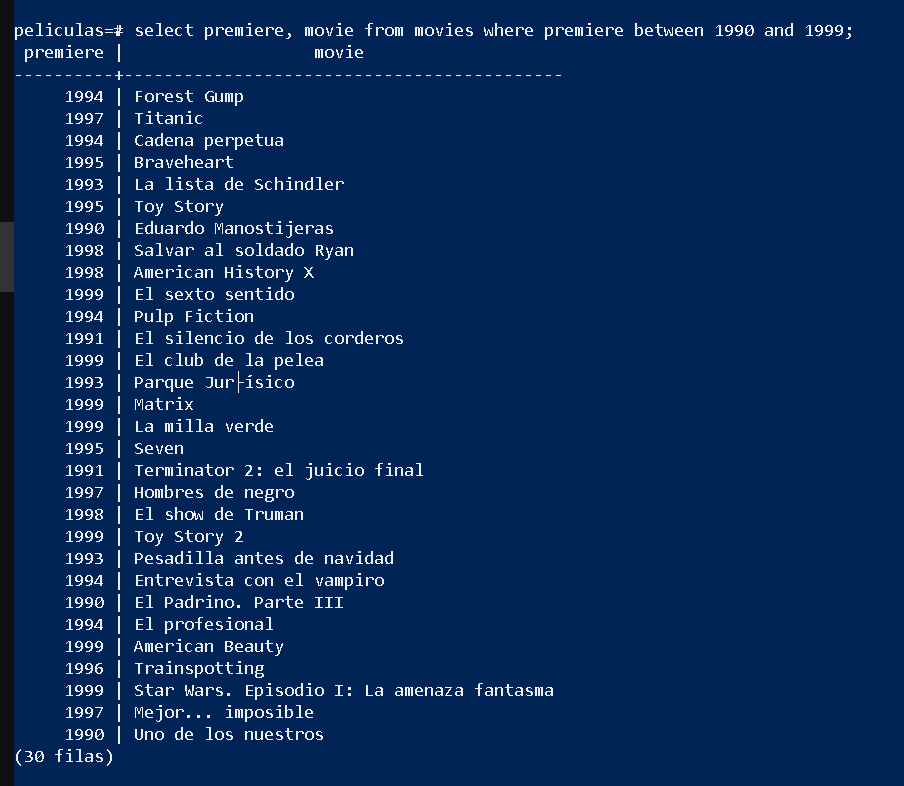 peliculas=# select premiere, movie from movies where premiere between 1990 and 1999;
 premiere |                   movie
----------+--------------------------------------------
     1994 | Forest Gump
     1997 | Titanic
     1994 | Cadena perpetua
     1995 | Braveheart
     1993 | La lista de Schindler
     1995 | Toy Story
     1990 | Eduardo Manostijeras
     1998 | Salvar al soldado Ryan
     1998 | American History X
     1999 | El sexto sentido
     1994 | Pulp Fiction
     1991 | El silencio de los corderos
     1999 | El club de la pelea
     1993 | Parque Jur├ísico
     1999 | Matrix
     1999 | La milla verde
     1995 | Seven
     1991 | Terminator 2: el juicio final
     1997 | Hombres de negro
     1998 | El show de Truman
     1999 | Toy Story 2
     1993 | Pesadilla antes de navidad
     1994 | Entrevista con el vampiro
     1990 | El Padrino. Parte III
     1994 | El profesional
     1999 | American Beauty
     1996 | Trainspotting
     1999 | Star Wars. Episodio I: La amenaza fantasma
     1997 | Mejor... imposible
     1990 | Uno de los nuestros
(30 filas)